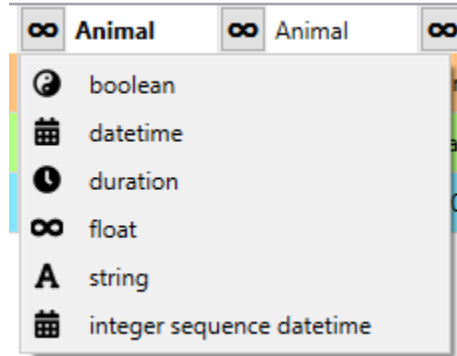 Animal Animal
boolean
datetime
duration
float
string
integer sequence datetime